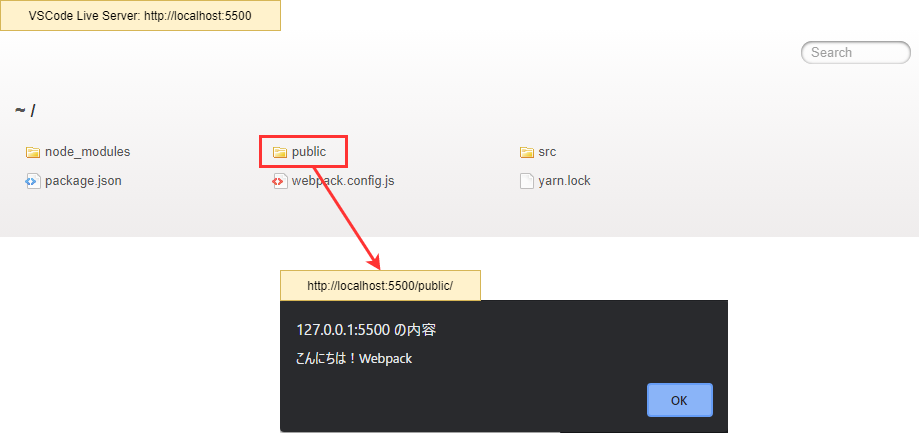 VSCode Live Server: http://localhost:5500
Search
~ /
node_modules
public
src
package.json
webpack.config.js
yarn.lock
http://localhost:5500/public/
127.0.0.1:5500 の内容
こんにちは！Webpack
OK